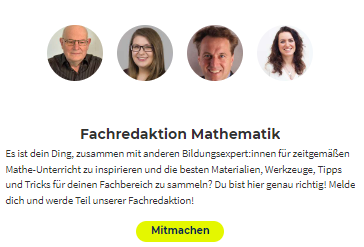 Fachredaktion Mathematik
Es ist dein Ding, zusammen mit anderen Bildungsexpert:innen für zeitgemäßen
Mathe-Unterricht zu inspirieren und die besten Materialien, Werkzeuge, Tipps
und Tricks für deinen Fachbereich zu sammeln? Du bist hier genau richtig! Melde
dich und werde Teil unserer Fachredaktion!
Mitmachen